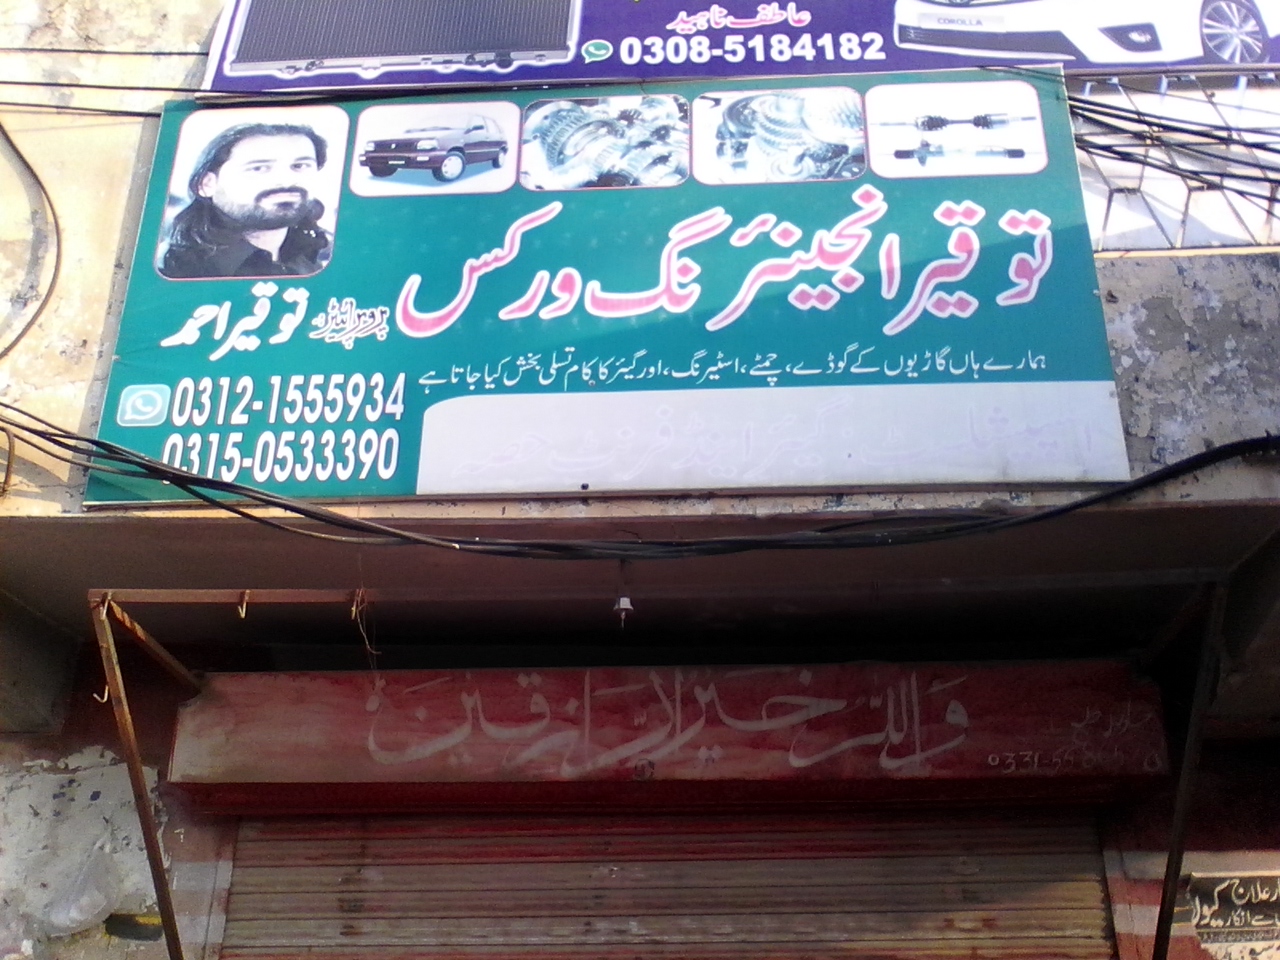 عاطف ناہید
0308-5184182
COROLLA
توقیر انجینئرنگ ورکس
پروپرائیٹر: توقیر احمد
ہمارے ہاں گاڑیوں کے گوڈے، چمٹے، اسٹیرنگ، اور گیئر کا کام تسلی بخش کیا جاتا ہے
0312-1555934
0315-0533390
واللہ خیر الرازقین
علاج